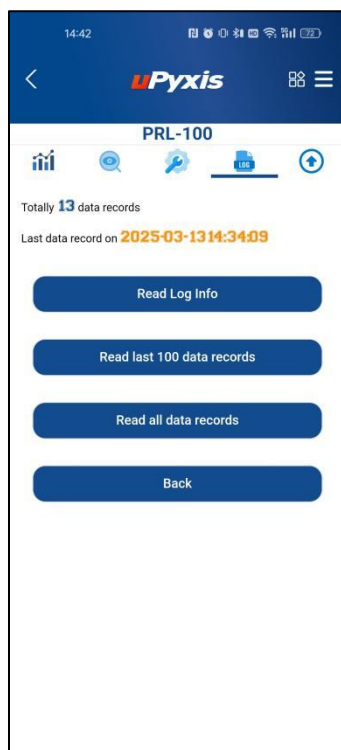 14:42
72
uPyxis
PRL-100
LOG
Totally 13 data records
Last data record on 2025-03-13 14:34:09
Read Log Info
Read last 100 data records
Read all data records
Back